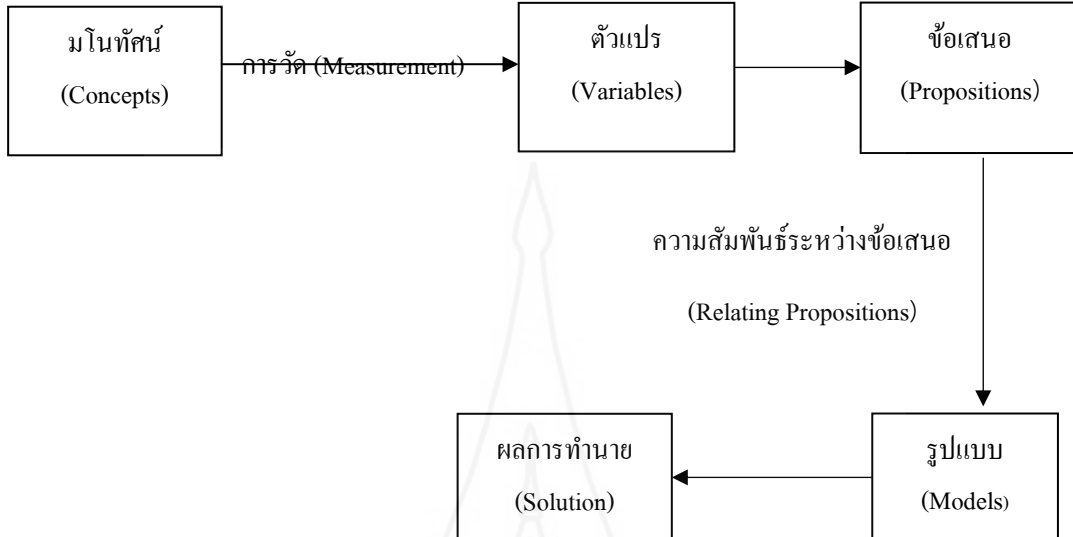 มโนทัศน์
(Concepts)
การวัด (Measurement)
ตัวแปร
(Variables)
ข้อเสนอ
(Propositions)
ความสัมพันธ์ระหว่างข้อเสนอ
(Relating Propositions)
รูปแบบ
(Models)
ผลการทำนาย
(Solution)